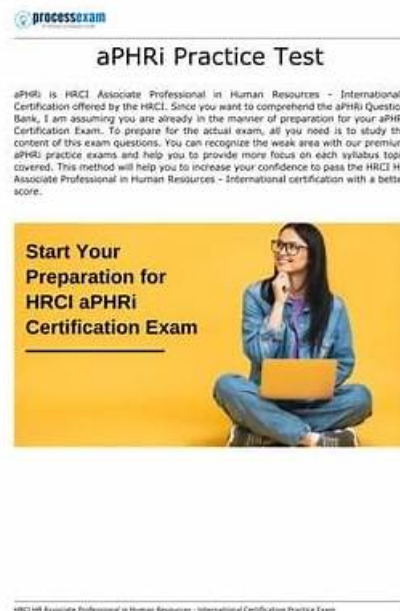 processexam
aPHRi Practice Test
aPHRi is HRCI Associate Professional in Human Resources - International
Certification offered by the HRCI. Since you want to comprehend the aPHRi Questio
Bank, I am assuming you are already in the manner of preparation for your aPHR
Certification Exam. To prepare for the actual exam, all you need is to study th
content of this exam questions. You can recognize the weak area with our premium
aPHRi practice exams and help you to provide more focus on each syllabus topi
covered. This method will help you to increase your confidence to pass the HRCI H
Associate Professional in Human Resources - International certification with a bette
score.
Start Your
Preparation for
HRCI aPHRi
Certification Exam
HRCI HR Associate Professional in Human Resources - International Certification Practice Exam